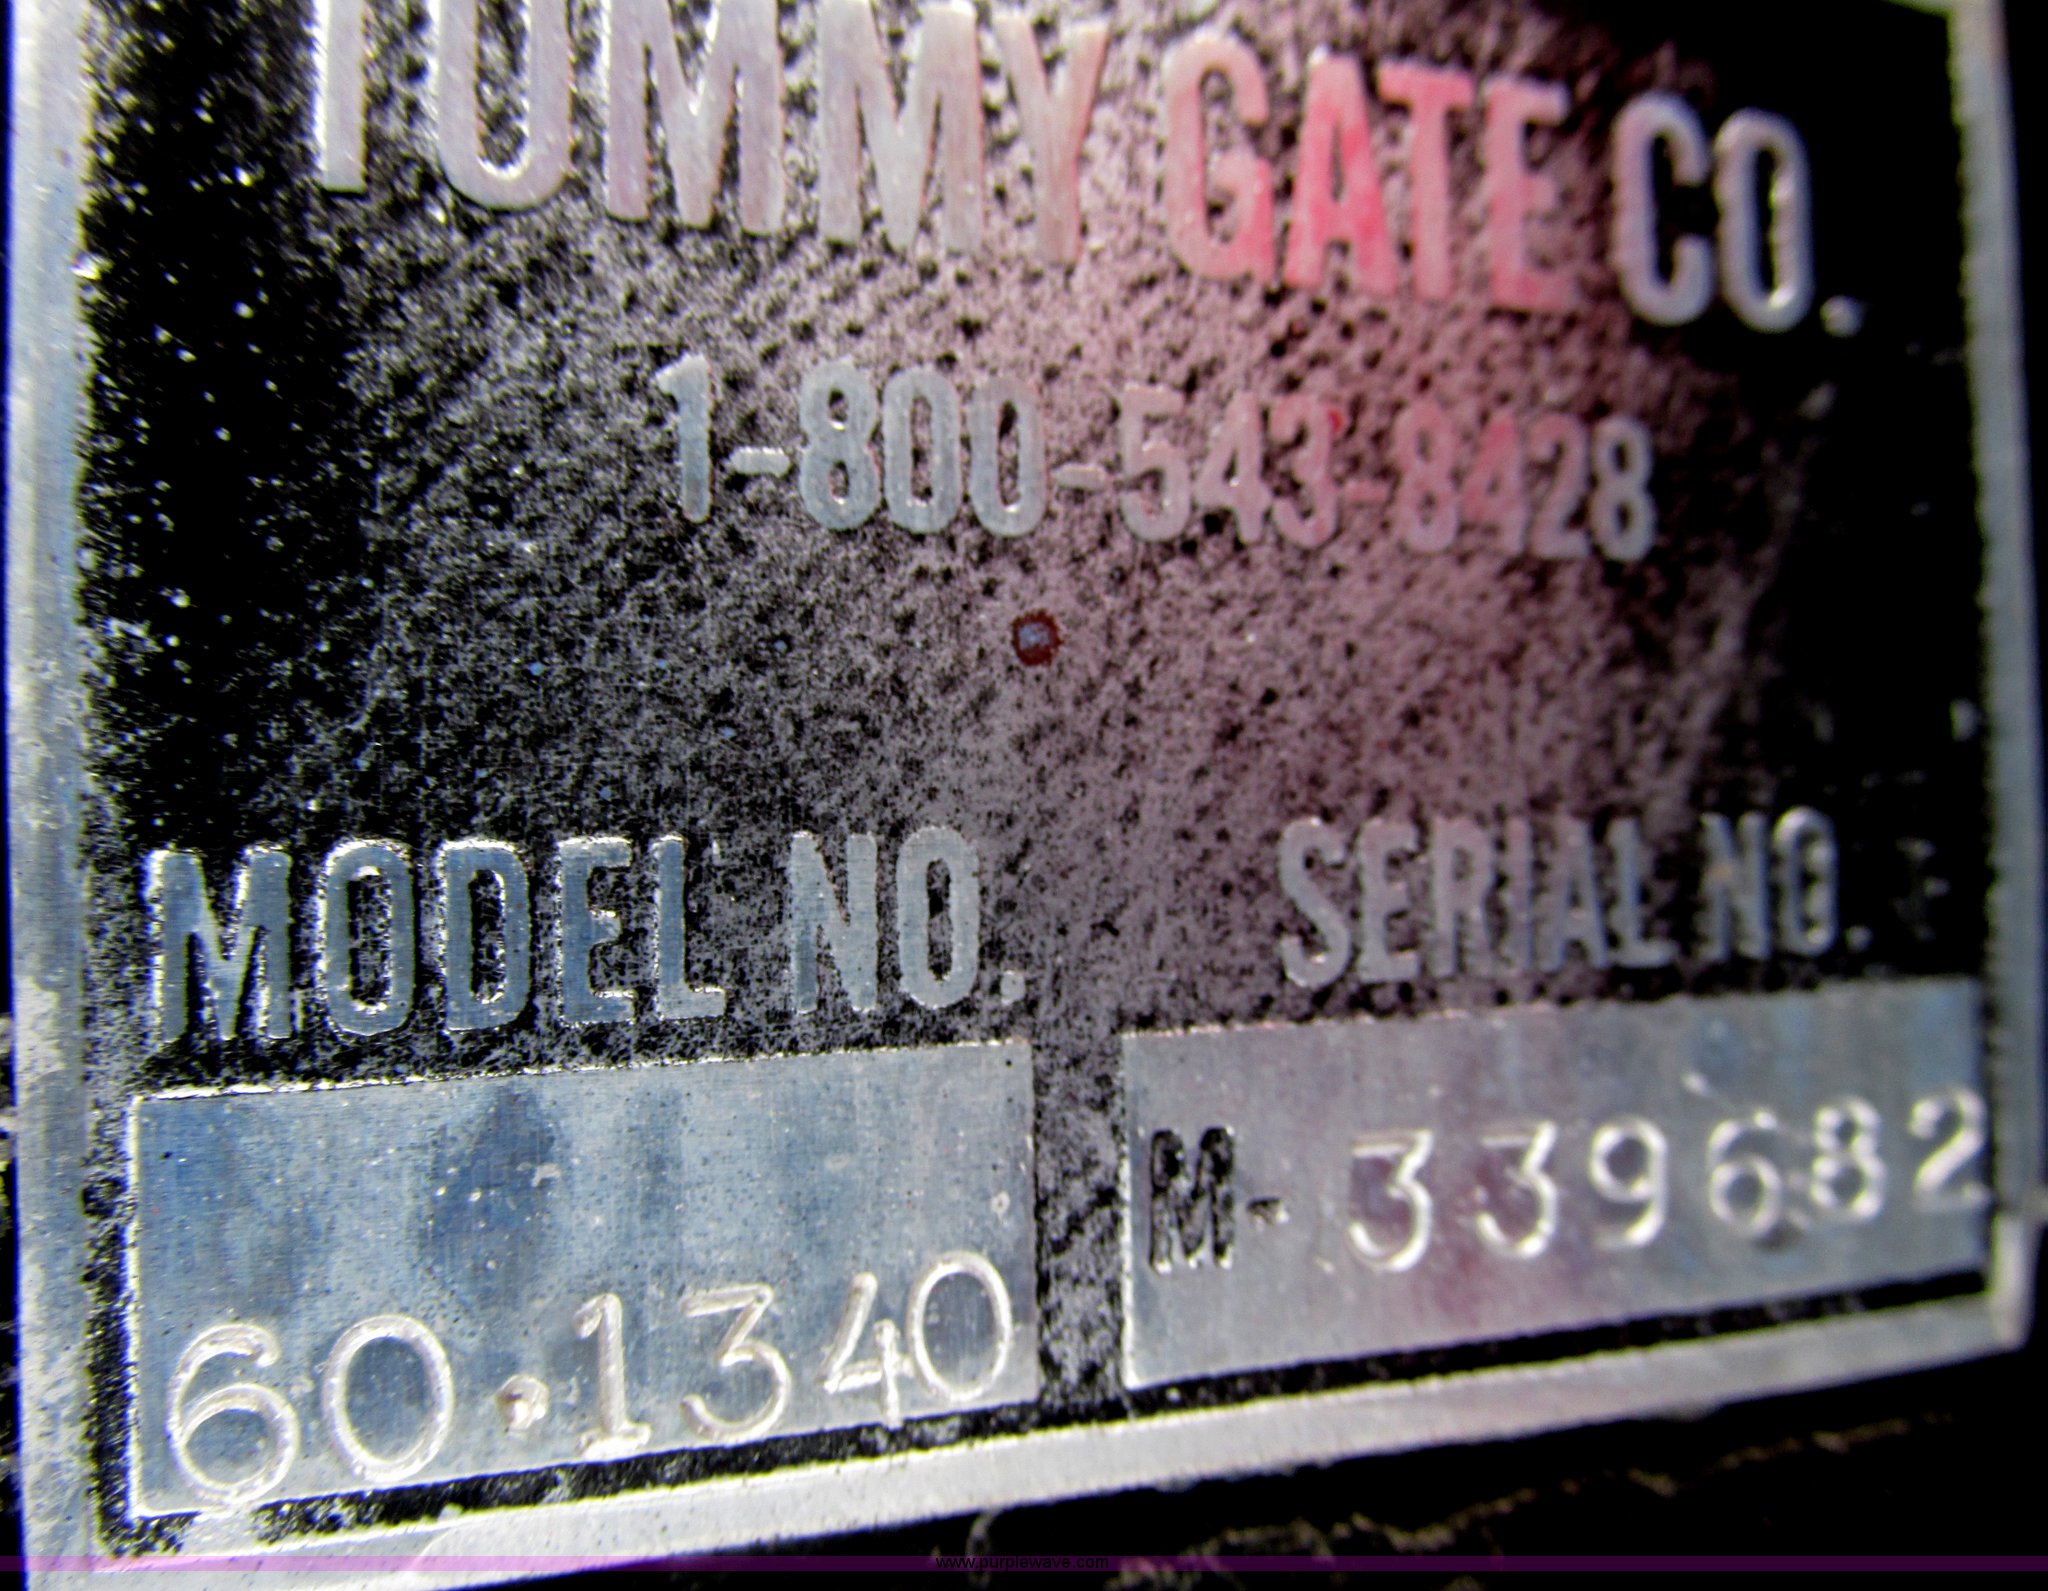 TOMMY GATE CO.
1-800-543-8428
MODEL NO. SERIAL NO.
60·1340 M- 339682
www.purplewave.com